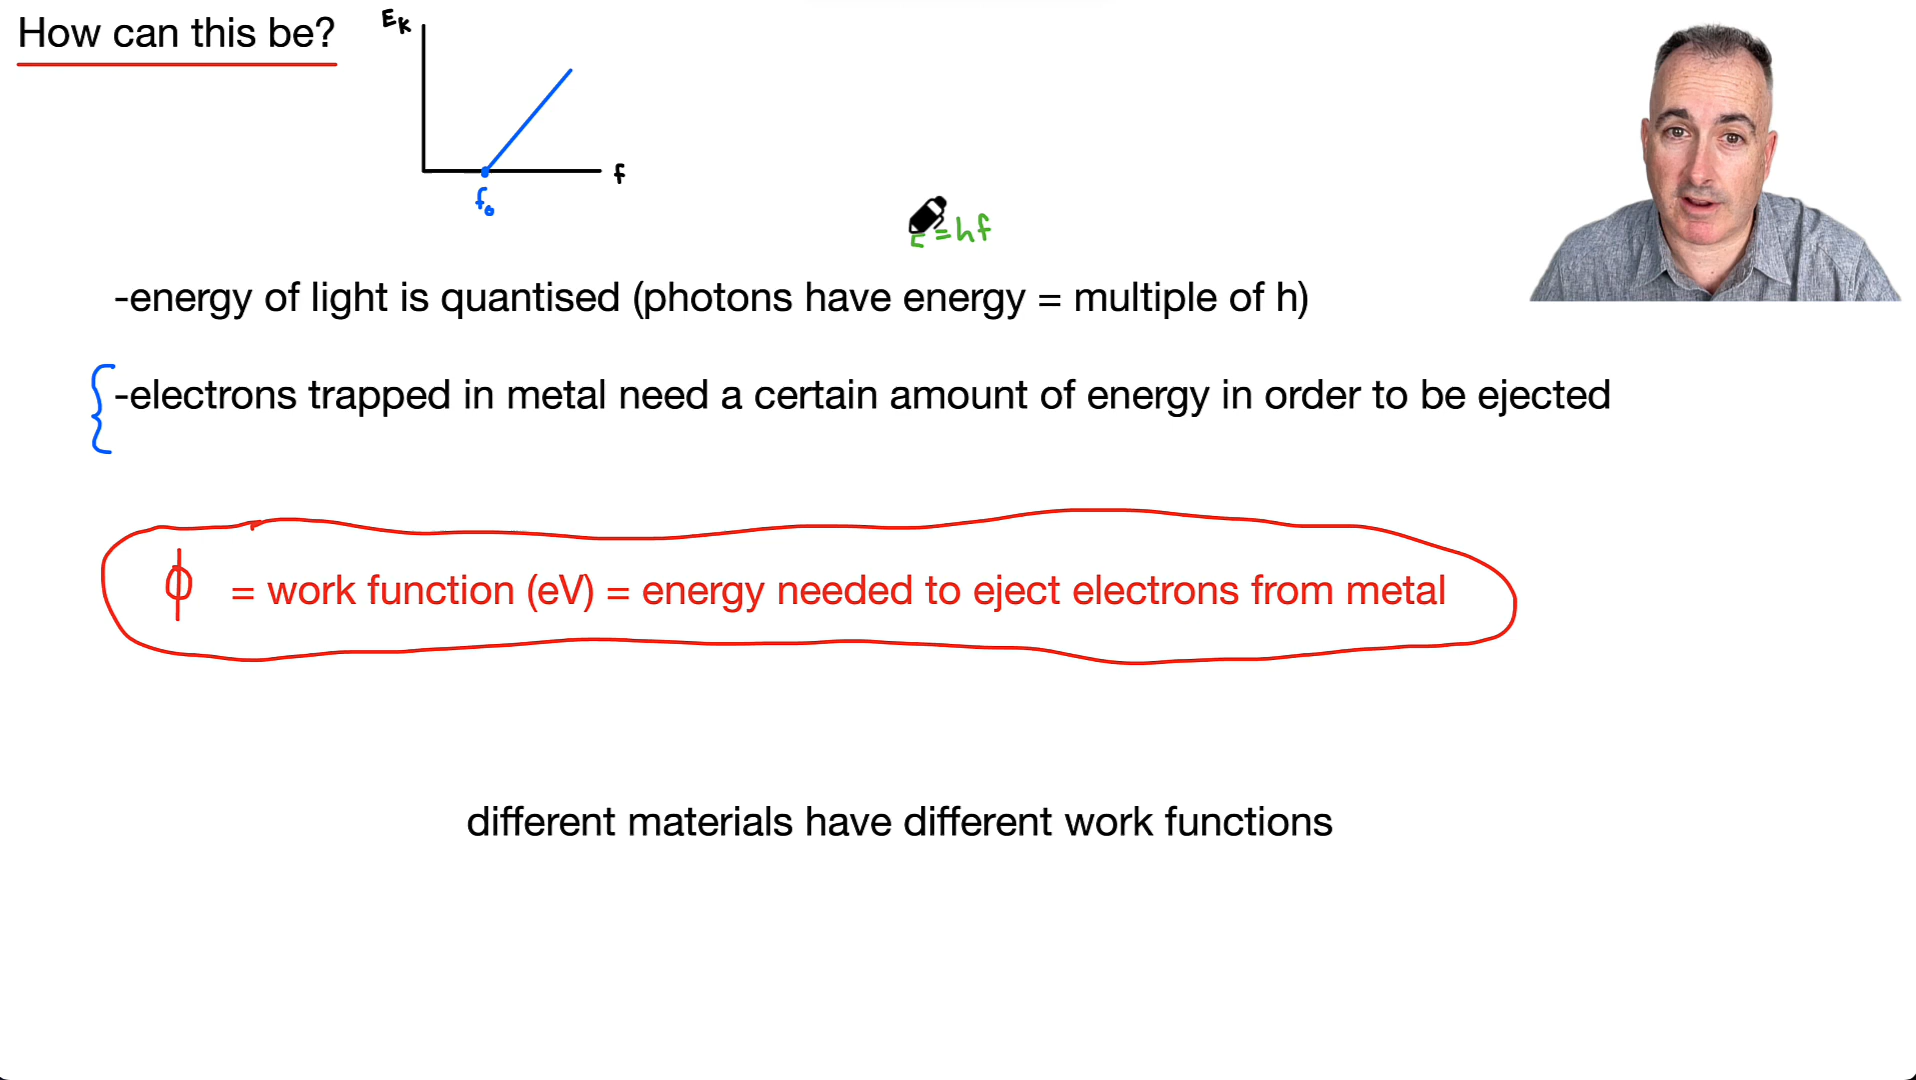 How can this be?
Eₖ
f
f₀
E=hf
-energy of light is quantised (photons have energy = multiple of h)
-electrons trapped in metal need a certain amount of energy in order to be ejected
ϕ = work function (eV) = energy needed to eject electrons from metal
different materials have different work functions